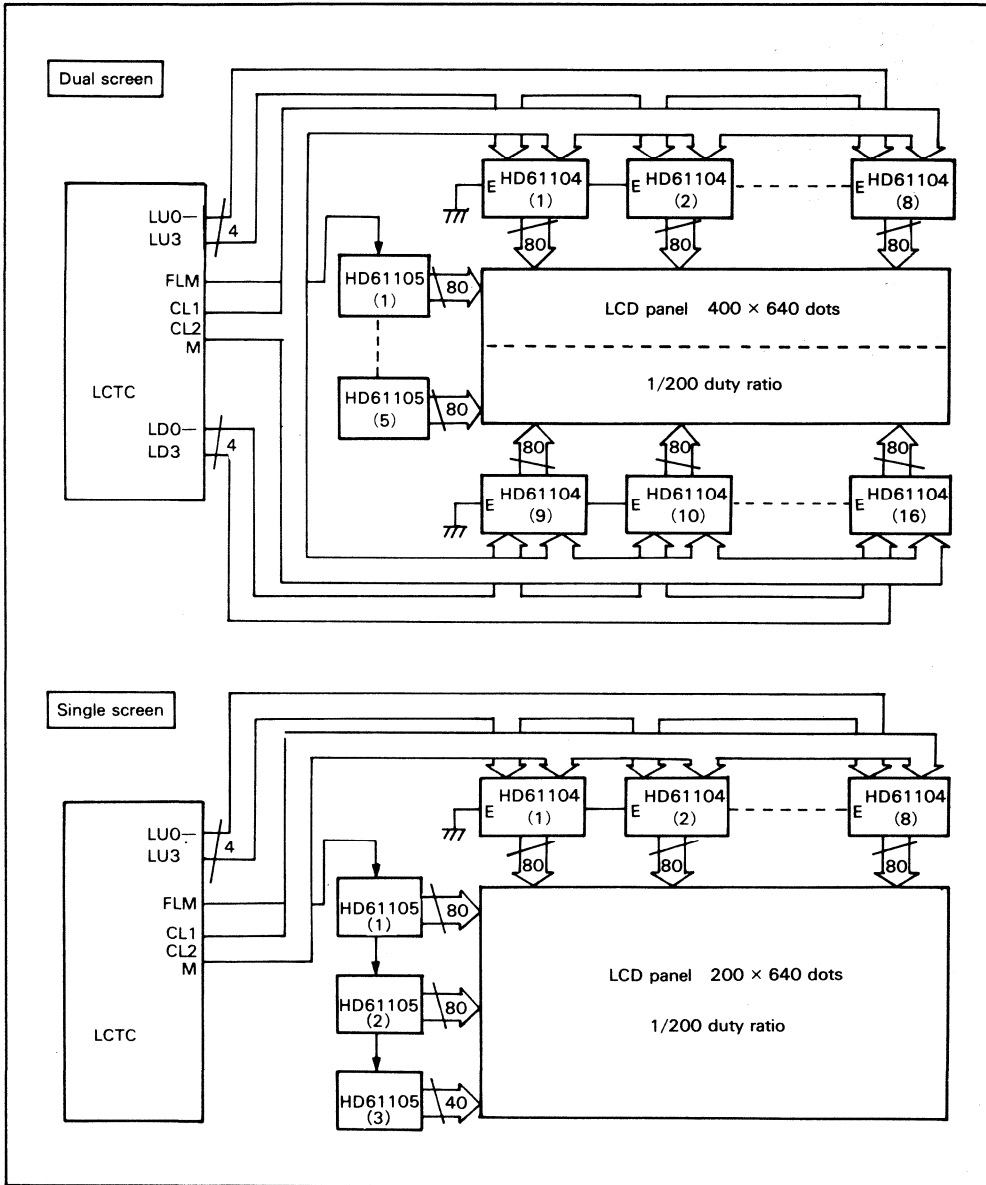 Dual screen
LCTC
LU0—
LU3
4
FLM
CL1
CL2
M
LD0—
LD3
4
HD61105
(1)
80
HD61105
(5)
80
E HD61104
(1)
80
E HD61104
(2)
80
E HD61104
(8)
80
LCD panel 400 × 640 dots
1/200 duty ratio
80
E HD61104
(9)
80
E HD61104
(10)
80
E HD61104
(16)
Single screen
LCTC
LU0—
LU3
4
FLM
CL1
CL2
M
HD61105
(1)
80
HD61105
(2)
80
HD61105
(3)
40
E HD61104
(1)
80
E HD61104
(2)
80
E HD61104
(8)
80
LCD panel 200 × 640 dots
1/200 duty ratio